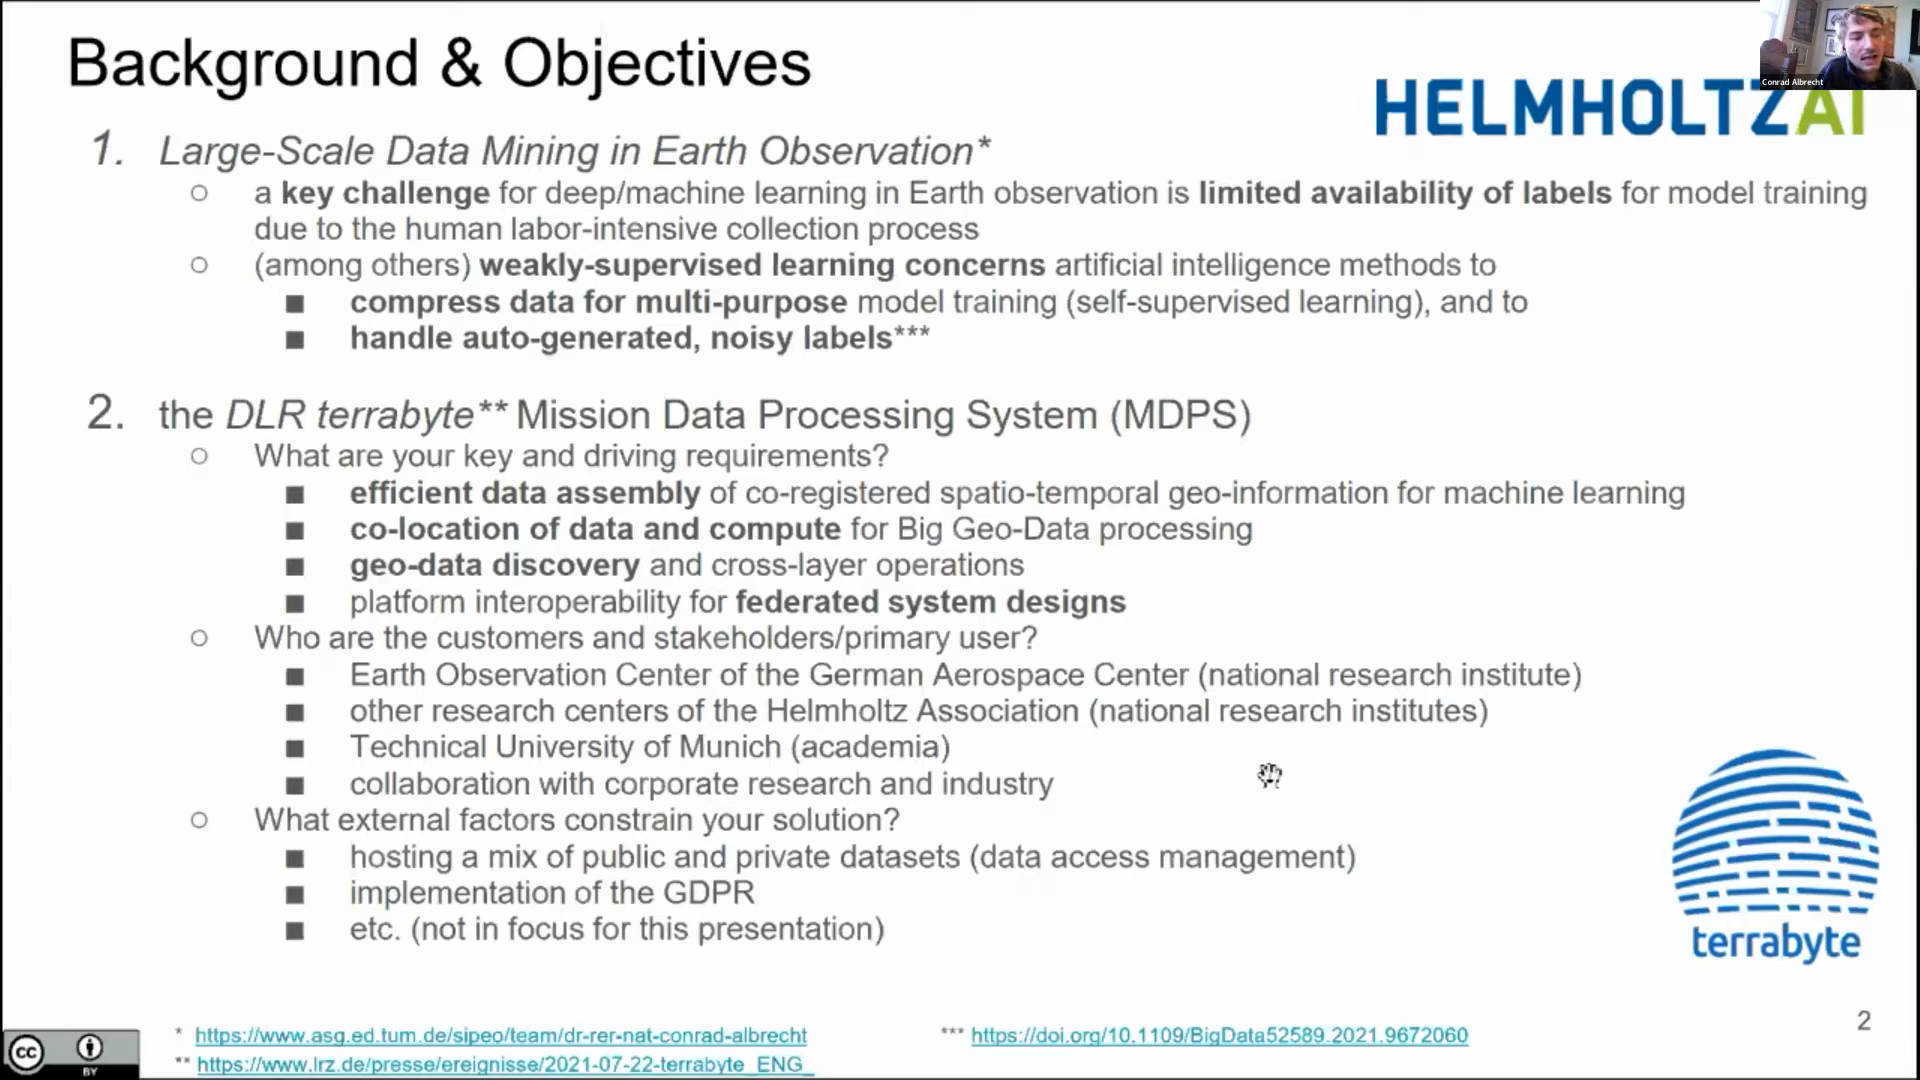 Background & Objectives
Conrad Albrecht
HELMHOLTZAI
1. Large-Scale Data Mining in Earth Observation*
a key challenge for deep/machine learning in Earth observation is limited availability of labels for model training
due to the human labor-intensive collection process
(among others) weakly-supervised learning concerns artificial intelligence methods to
compress data for multi-purpose model training (self-supervised learning), and to
handle auto-generated, noisy labels***
2. the DLR terrabyte** Mission Data Processing System (MDPS)
What are your key and driving requirements?
efficient data assembly of co-registered spatio-temporal geo-information for machine learning
co-location of data and compute for Big Geo-Data processing
geo-data discovery and cross-layer operations
platform interoperability for federated system designs
Who are the customers and stakeholders/primary user?
Earth Observation Center of the German Aerospace Center (national research institute)
other research centers of the Helmholtz Association (national research institutes)
Technical University of Munich (academia)
collaboration with corporate research and industry
What external factors constrain your solution?
hosting a mix of public and private datasets (data access management)
implementation of the GDPR
etc. (not in focus for this presentation)
terrabyte
cc BY
* https://www.asg.ed.tum.de/sipeo/team/dr-rer-nat-conrad-albrecht
** https://www.lrz.de/presse/ereignisse/2021-07-22-terrabyte_ENG_
*** https://doi.org/10.1109/BigData52589.2021.9672060
2